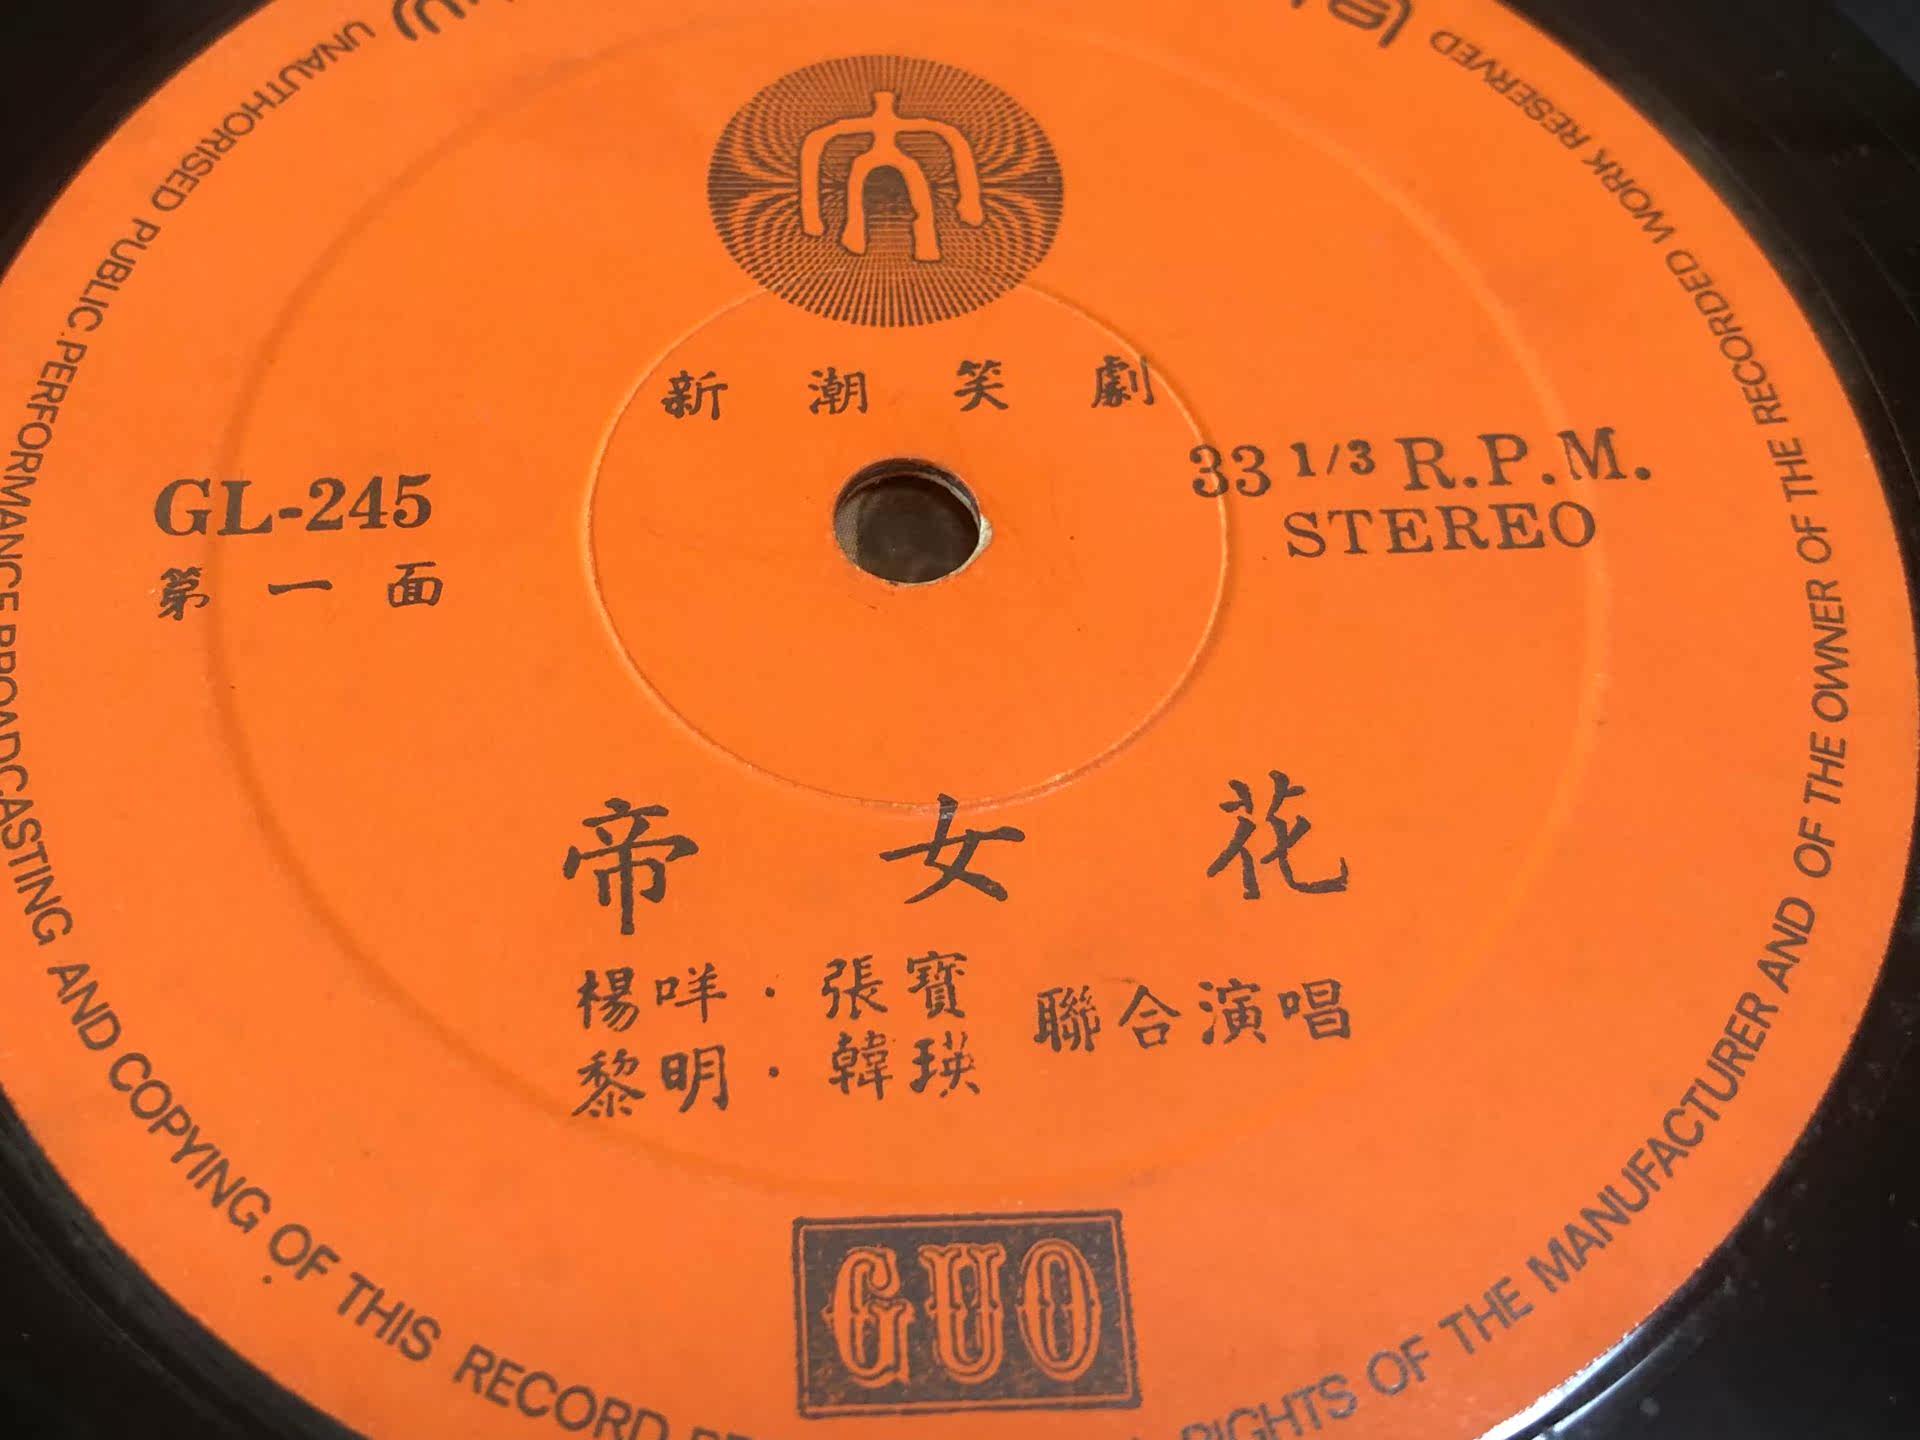 新潮笑劇
GL-245
第一面
33 1/3 R.P.M.
STEREO
帝女花
楊咩·張寶
黎明·韓瑛
聯合演唱
GUO
UNAUTHORISED PUBLIC PERFORMANCE BROADCASTING AND COPYING OF THIS RECORD
RIGHTS OF THE MANUFACTURER AND OF THE OWNER OF THE RECORDED WORK RESERVED